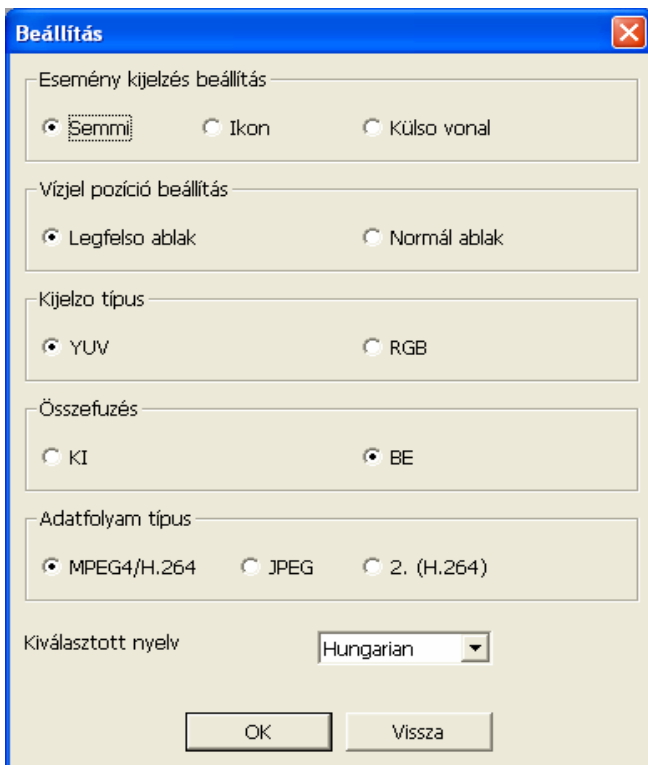 Beállítás
Esemény kijelzés beállítás
Semmi Ikon Külso vonal
Vízjel pozíció beállítás
Legfelso ablak Normál ablak
Kijelzo típus
YUV RGB
Összefuzés
KI BE
Adatfolyam típus
MPEG4/H.264 JPEG 2. (H.264)
Kiválasztott nyelv Hungarian
OK Vissza